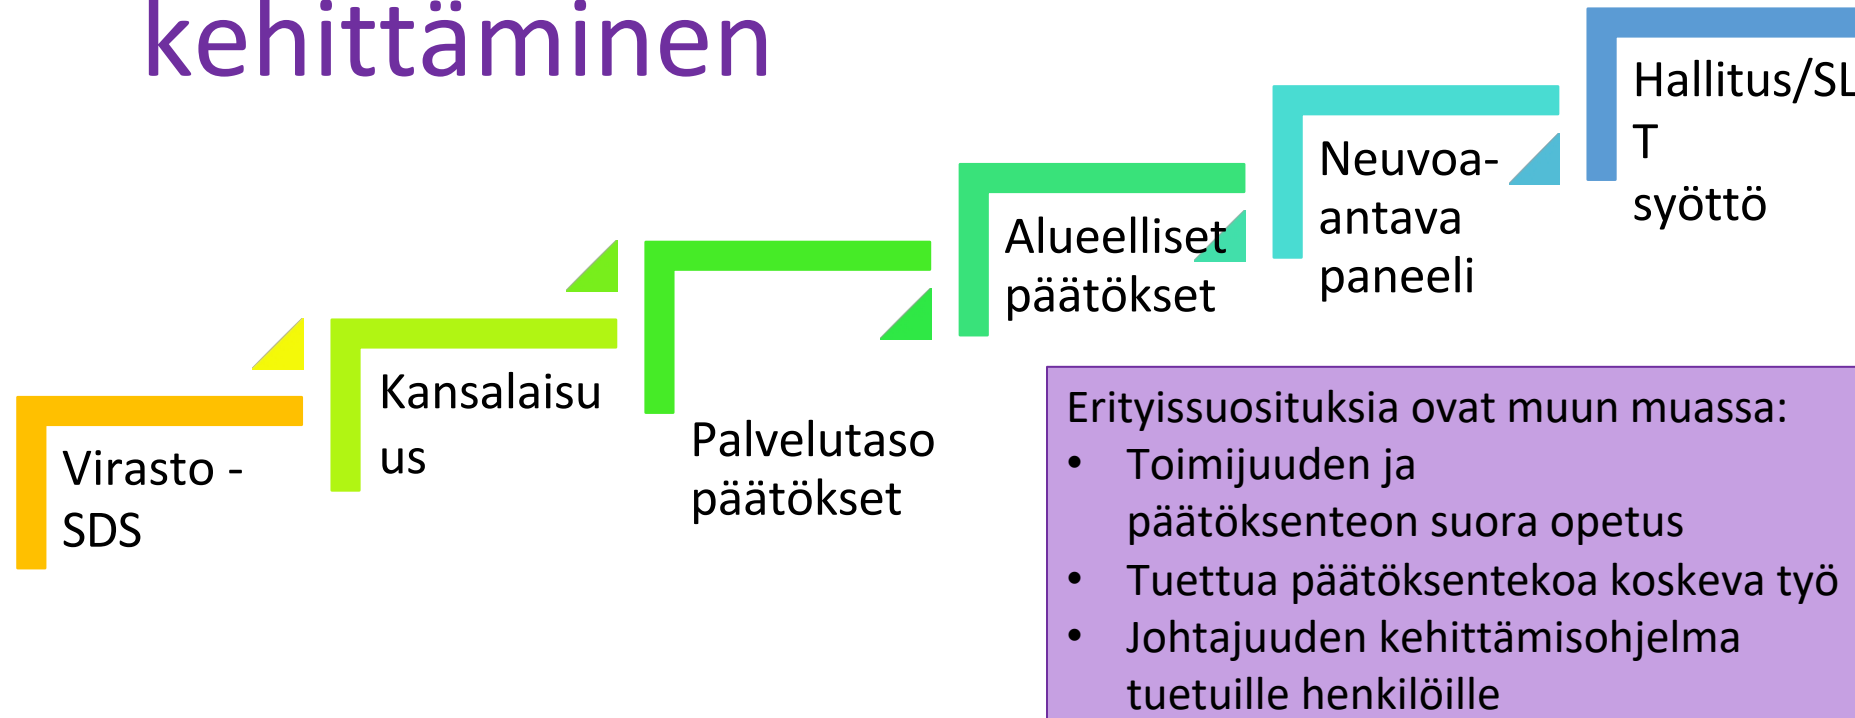 kehittäminen
Virasto -
SDS
Kansalaisu
us
Palvelutaso
päätökset
Alueelliset
päätökset
Neuvoa-
antava
paneeli
Hallitus/SL
T
syöttö
Erityissuosituksia ovat muun muassa:
• Toimijuuden ja
päätöksenteon suora opetus
• Tuettua päätöksentekoa koskeva työ
• Johtajuuden kehittämisohjelma
tuetuille henkilöille